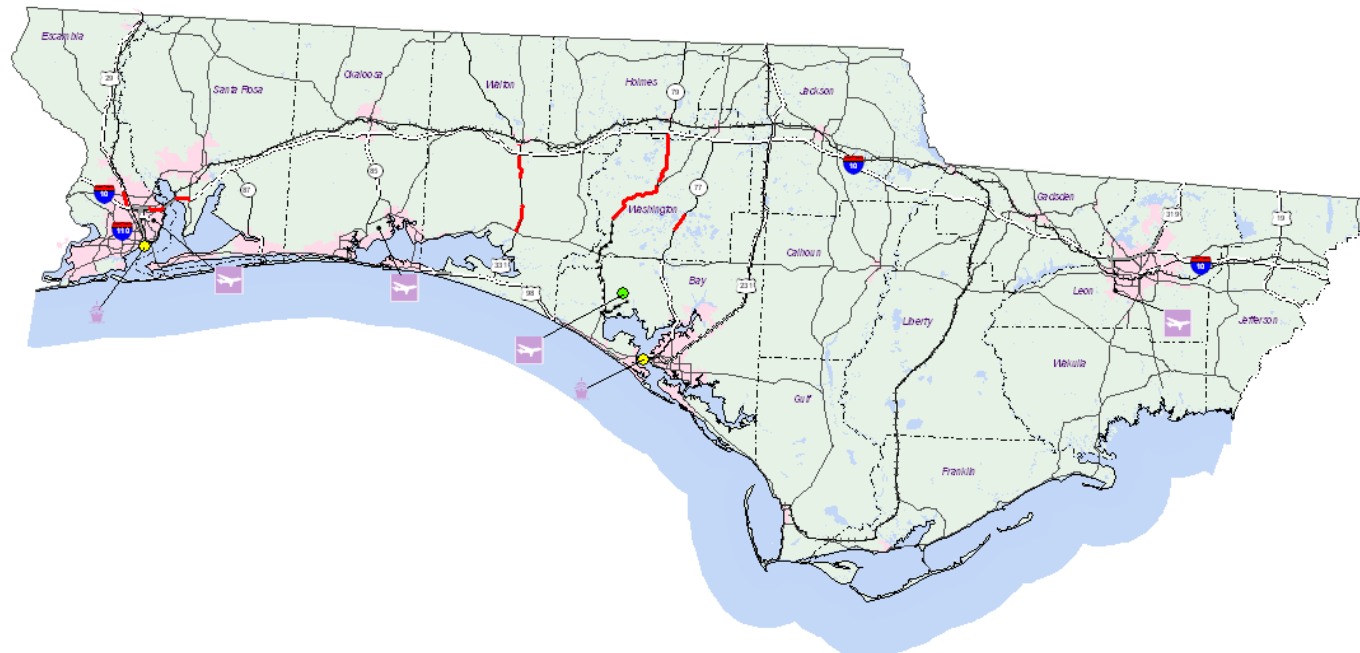 Escambia
29
Santa Rosa
Okaloosa
Walton
Holmes
79
Jackson
10
10
110
87
85
77
Washington
Gadsden
319
19
10
331
98
Bay
231
Calhoun
Liberty
Leon
Jefferson
Wakulla
Gulf
Franklin